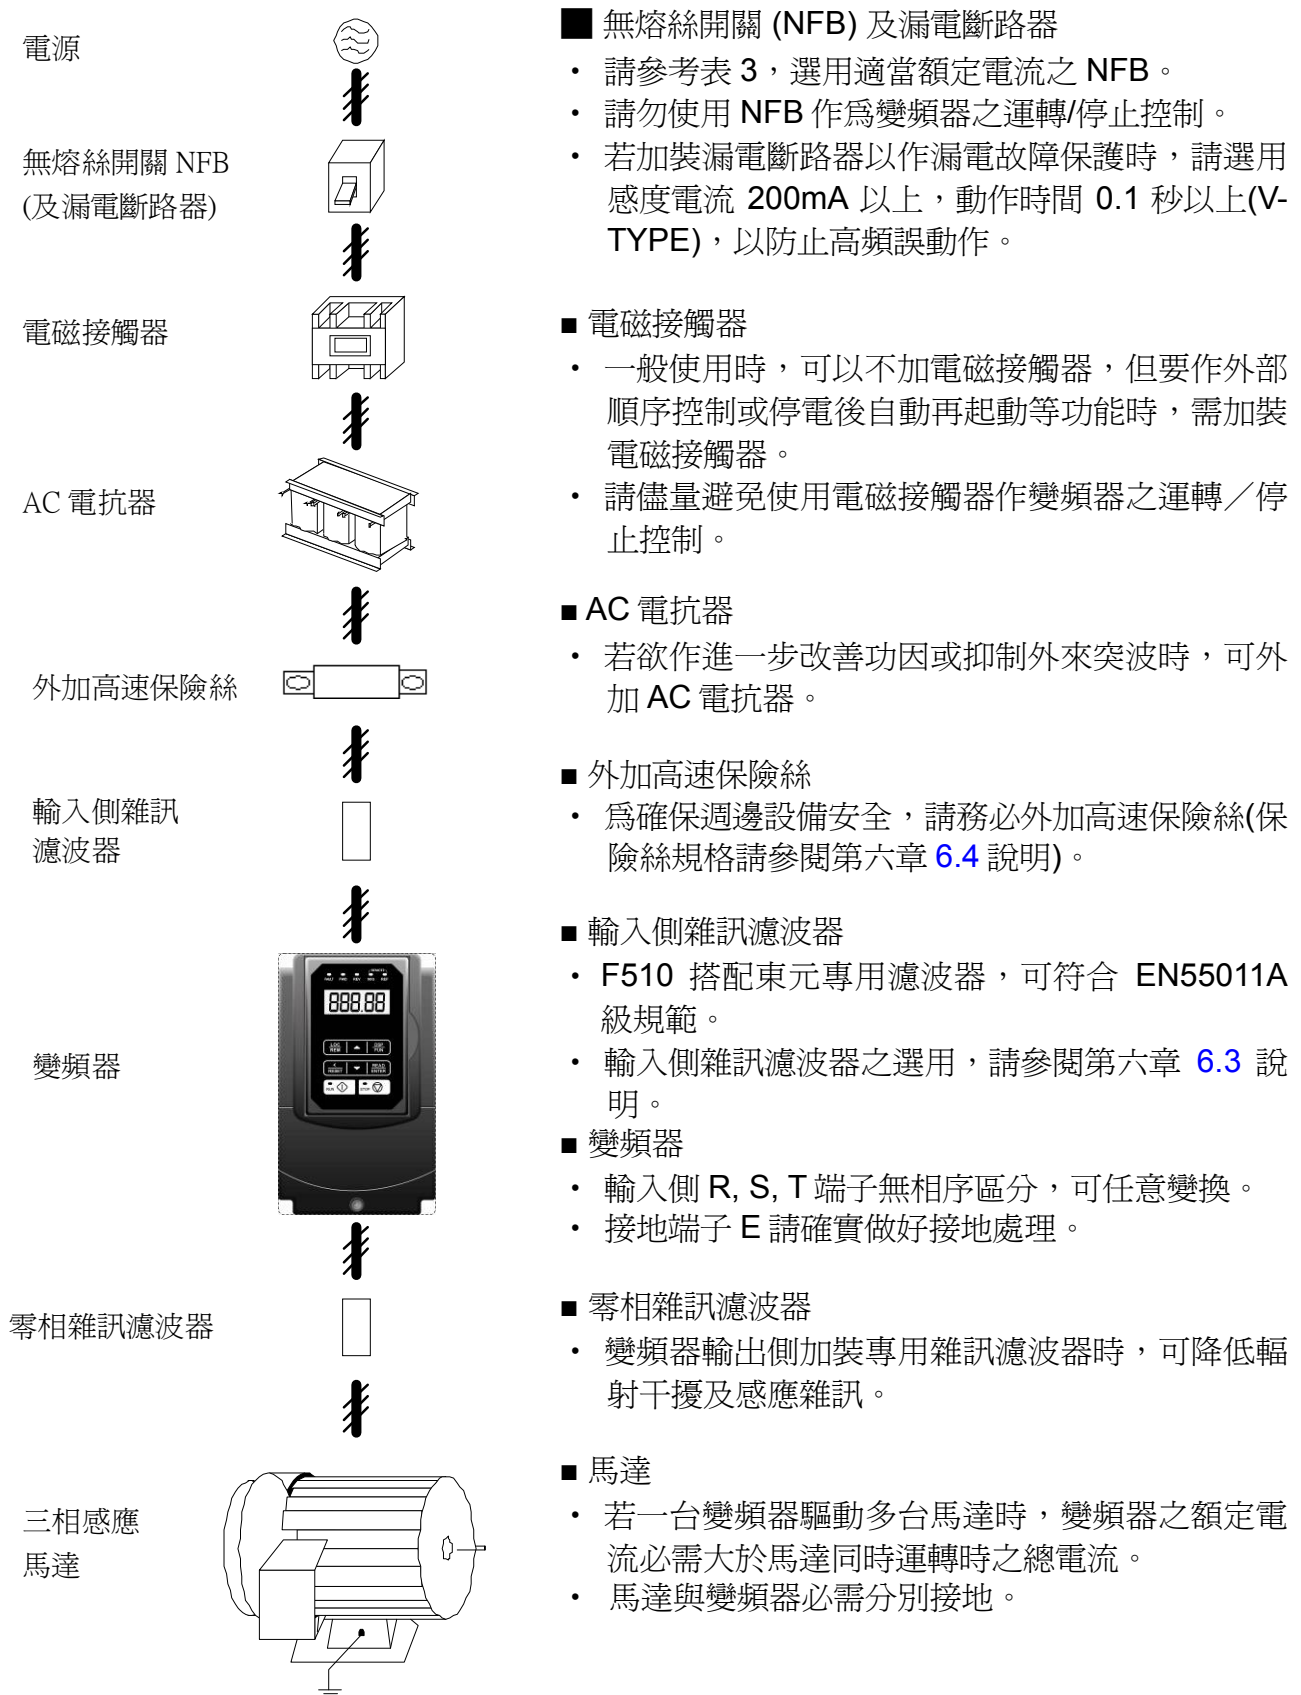 電源
無熔絲開關 NFB
(及漏電斷路器)
電磁接觸器
AC 電抗器
外加高速保險絲
輸入側雜訊
濾波器
變頻器
888.88
零相雜訊濾波器
三相感應
馬達
■ 無熔絲開關 (NFB) 及漏電斷路器
• 請參考表 3，選用適當額定電流之 NFB。
• 請勿使用 NFB 作為變頻器之運轉/停止控制。
• 若加裝漏電斷路器以作漏電故障保護時，請選用
感度電流 200mA 以上，動作時間 0.1 秒以上(V-
TYPE)，以防止高頻誤動作。
■ 電磁接觸器
• 一般使用時，可以不加電磁接觸器，但要作外部
順序控制或停電後自動再起動等功能時，需加裝
電磁接觸器。
• 請儘量避免使用電磁接觸器作變頻器之運轉／停
止控制。
■ AC 電抗器
• 若欲作進一步改善功因或抑制外來突波時，可外
加 AC 電抗器。
■ 外加高速保險絲
• 為確保週邊設備安全，請務必外加高速保險絲(保
險絲規格請參閱第六章 6.4 說明)。
■ 輸入側雜訊濾波器
• F510 搭配東元專用濾波器，可符合 EN55011A
級規範。
• 輸入側雜訊濾波器之選用，請參閱第六章 6.3 說
明。
■ 變頻器
• 輸入側 R, S, T 端子無相序區分，可任意變換。
• 接地端子 E 請確實做好接地處理。
■ 零相雜訊濾波器
• 變頻器輸出側加裝專用雜訊濾波器時，可降低輻
射干擾及感應雜訊。
■ 馬達
• 若一台變頻器驅動多台馬達時，變頻器之額定電
流必需大於馬達同時運轉時之總電流。
• 馬達與變頻器必需分別接地。